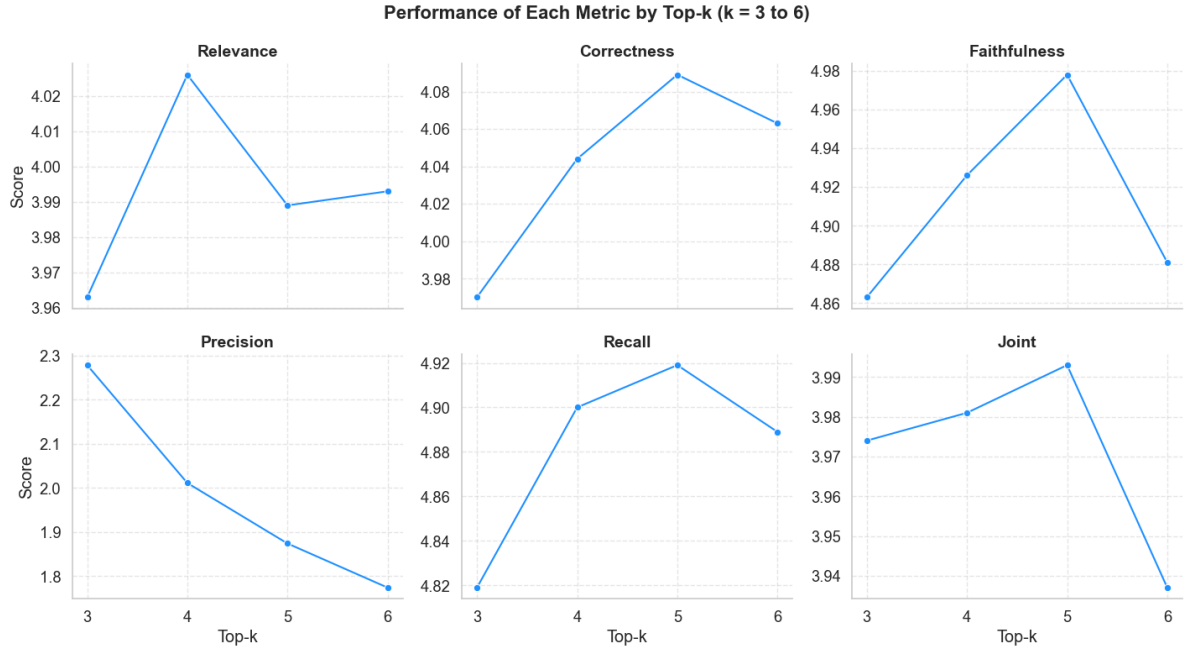 Performance of Each Metric by Top-k (k = 3 to 6)
Relevance
Correctness
Faithfulness
Score
4.02
4.01
4.00
3.99
3.98
3.97
3.96
4.08
4.06
4.04
4.02
4.00
3.98
4.98
4.96
4.94
4.92
4.90
4.88
4.86
Precision
Recall
Joint
Score
2.3
2.2
2.1
2.0
1.9
1.8
4.92
4.90
4.88
4.86
4.84
4.82
3.99
3.98
3.97
3.96
3.95
3.94
3 4 5 6
3 4 5 6
3 4 5 6
Top-k
Top-k
Top-k